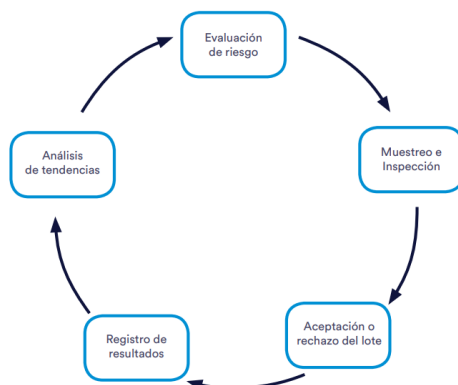 Evaluación
de riesgo
Muestreo e
Inspección
Aceptación o
rechazo del lote
Registro de
resultados
Análisis
de tendencias